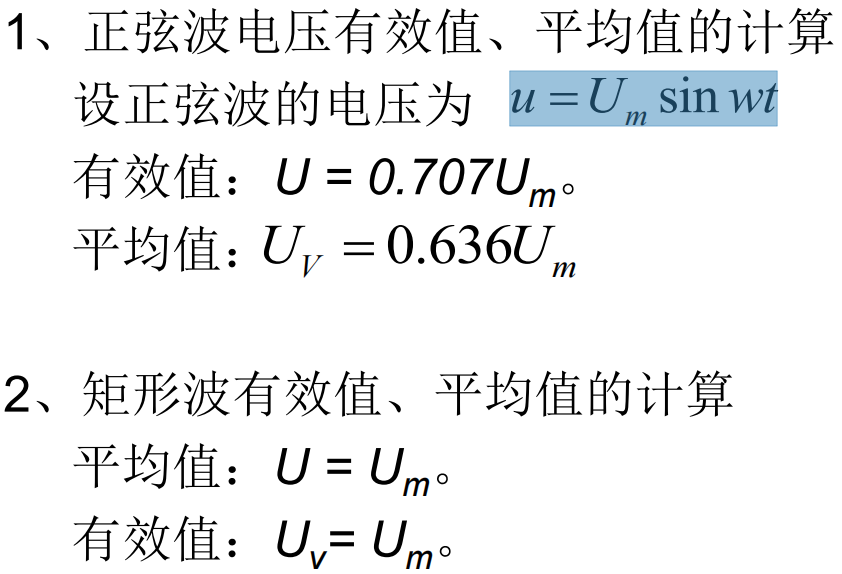 1、正弦波电压有效值、平均值的计算
设正弦波的电压为 u = U_m sin wt
有效值：U = 0.707U_m。
平均值：U_V = 0.636U_m
2、矩形波有效值、平均值的计算
平均值：U = U_m。
有效值：U_v= U_m。